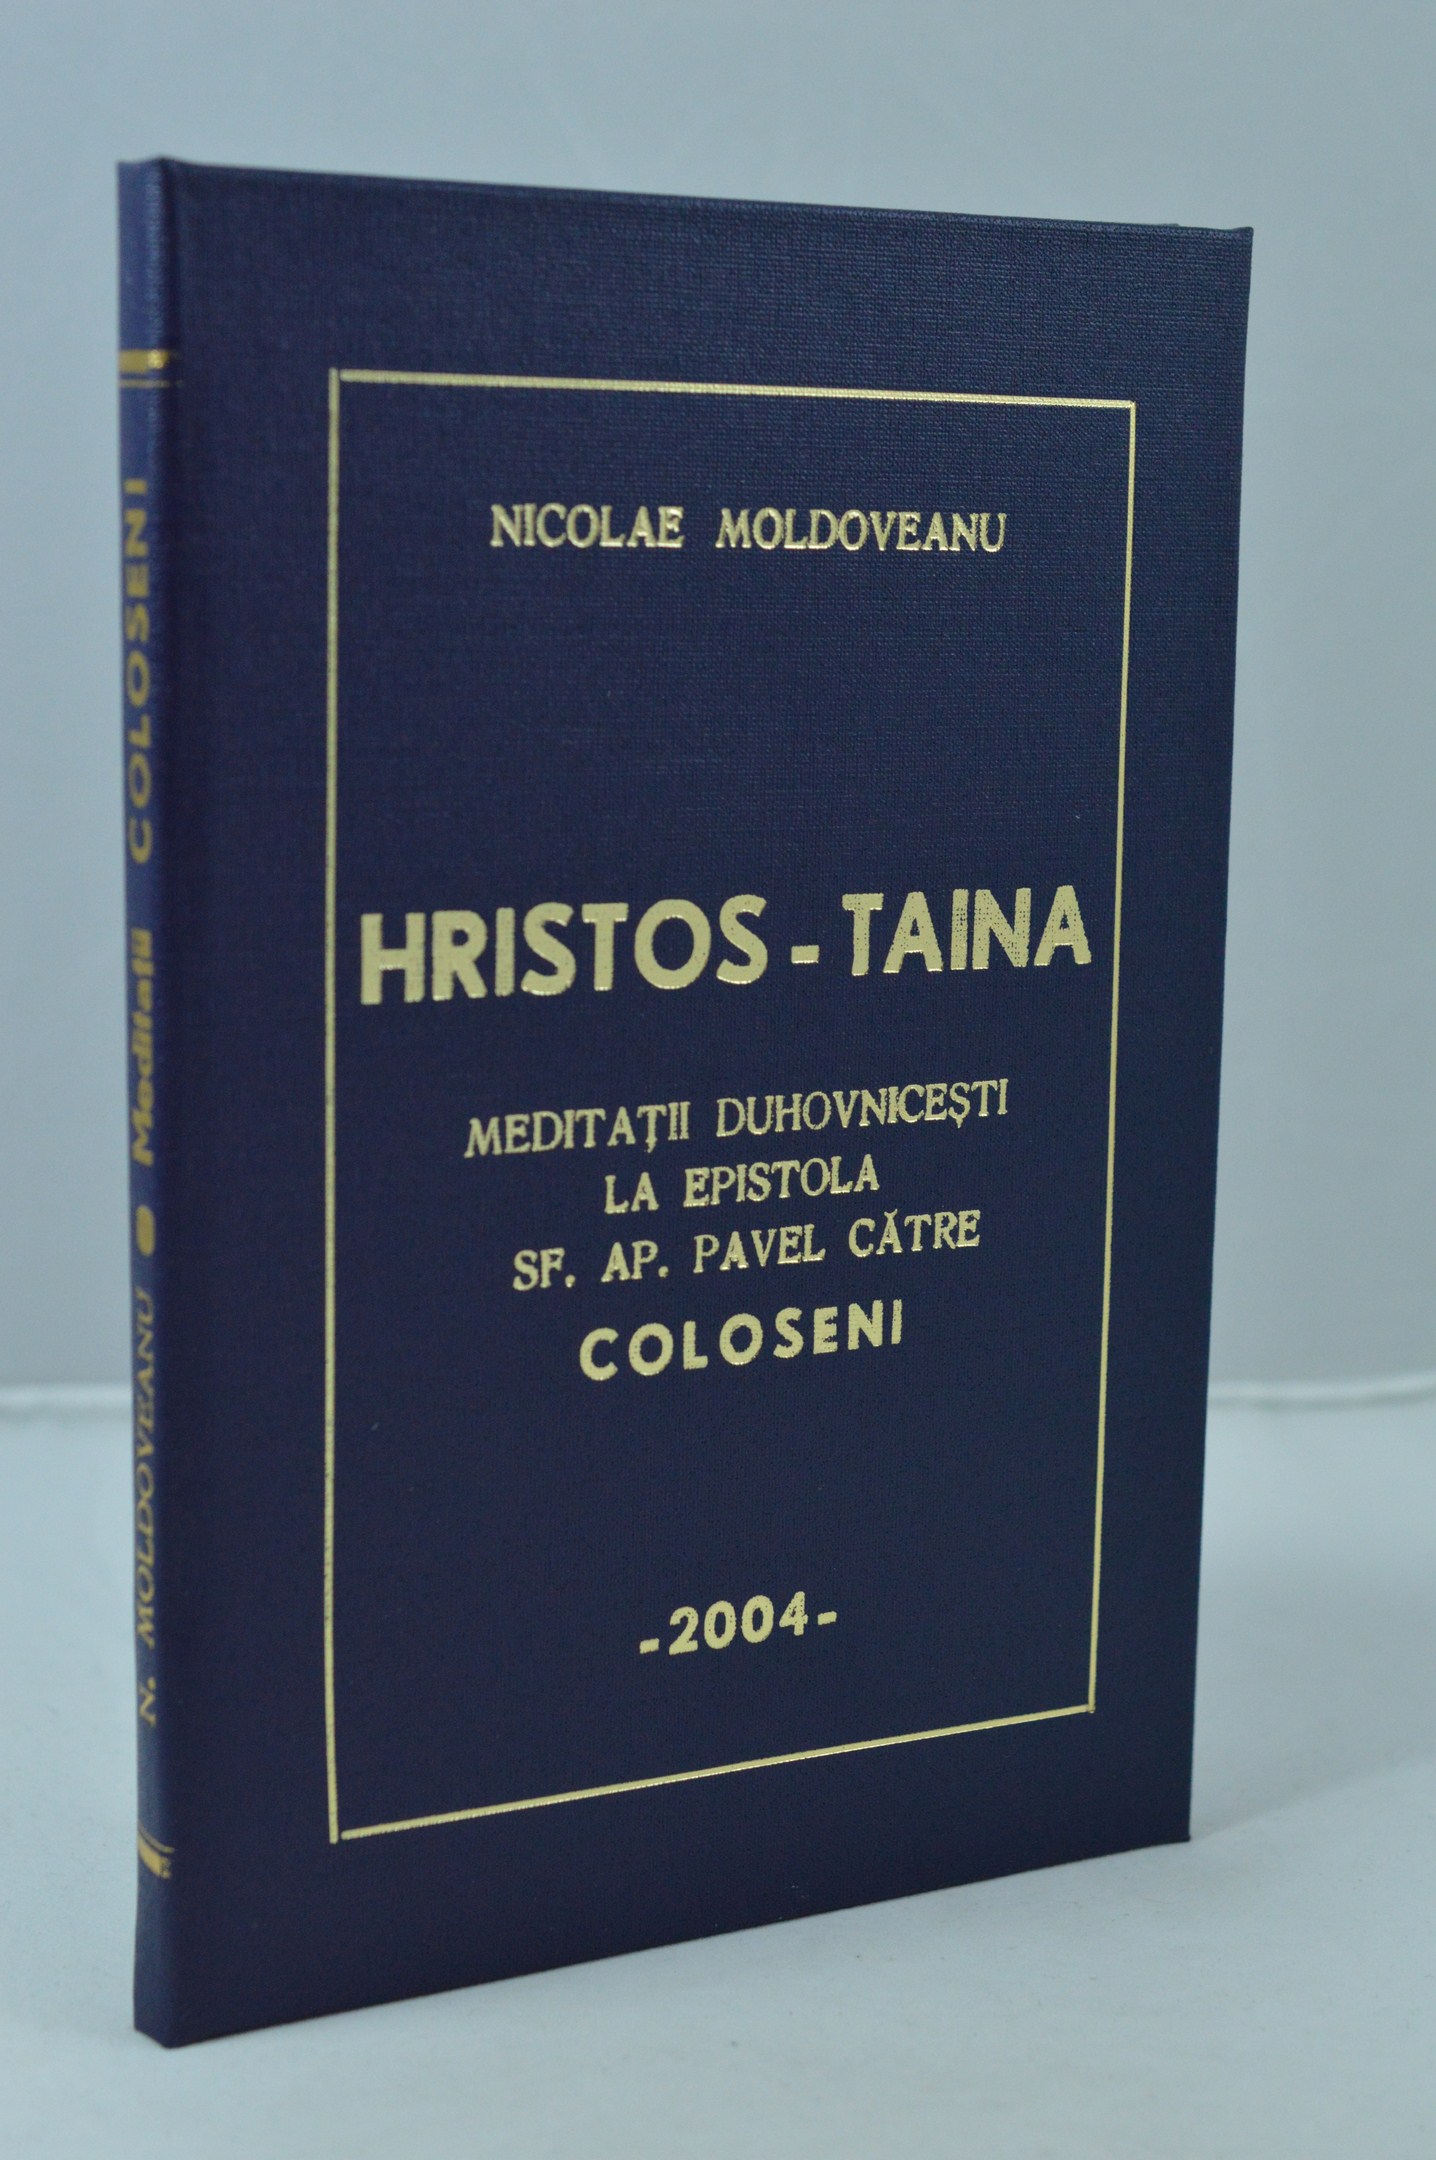 NICOLAE MOLDOVEANU
HRISTOS - TAINA
MEDITAȚII DUHOVNICEȘTI
LA EPISTOLA
SF. AP. PAVEL CĂTRE
COLOSENI
-2004-
N. MOLDOVEANU ● Meditații COLOSENI